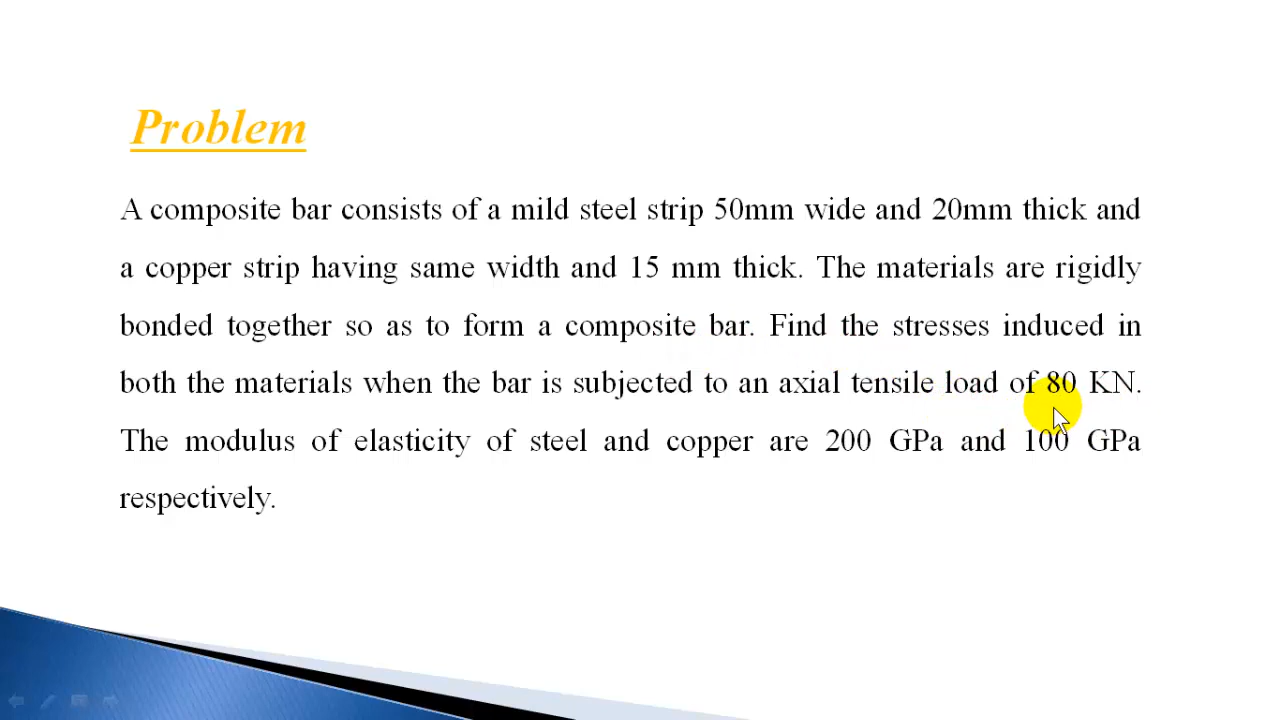 Problem
A composite bar consists of a mild steel strip 50mm wide and 20mm thick and
a copper strip having same width and 15 mm thick. The materials are rigidly
bonded together so as to form a composite bar. Find the stresses induced in
both the materials when the bar is subjected to an axial tensile load of 80 KN.
The modulus of elasticity of steel and copper are 200 GPa and 100 GPa
respectively.